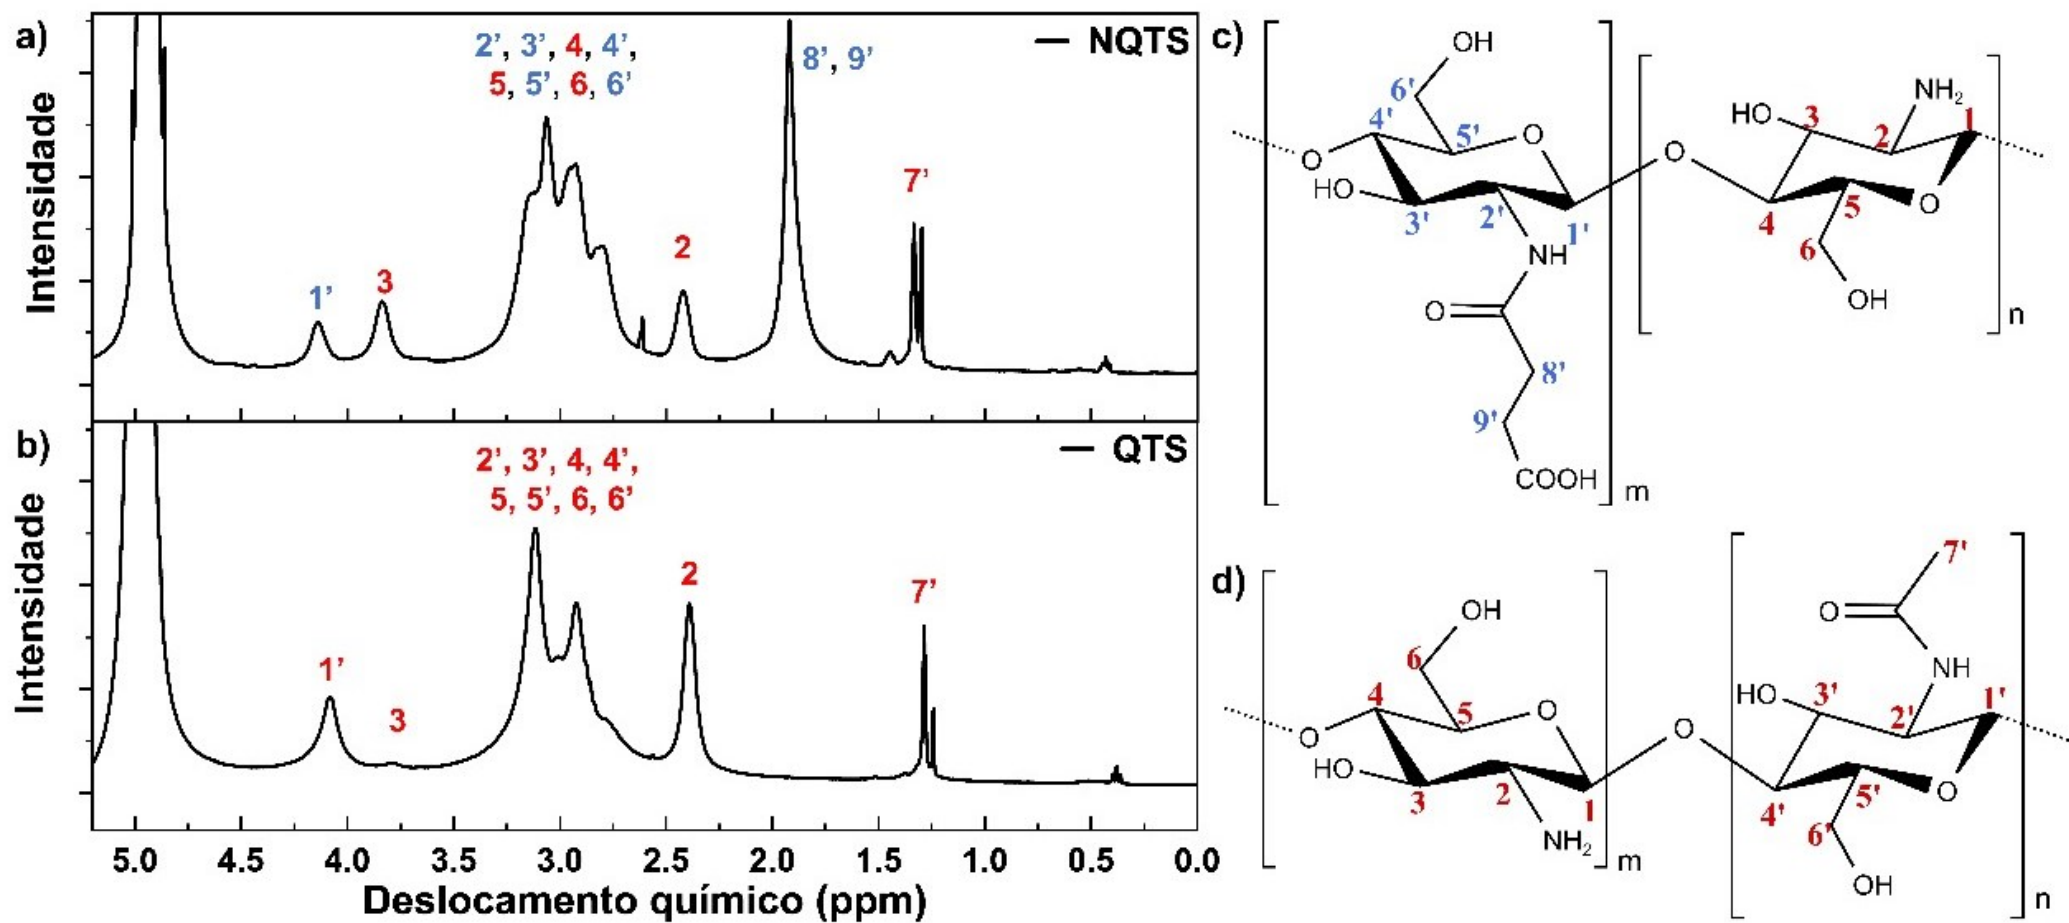 a)
Intensidade
2’, 3’, 4, 4’,
5, 5’, 6, 6’
8’, 9’
— NQTS
1’
3
2
7’
b)
Intensidade
2’, 3’, 4, 4’,
5, 5’, 6, 6’
— QTS
1’
3
2
7’
5.0 4.5 4.0 3.5 3.0 2.5 2.0 1.5 1.0 0.5 0.0
Deslocamento químico (ppm)
c)
OH
6'
4'
5'
O
O
HO
3'
2'
1'
NH
O
8'
9'
COOH
m
O
HO
3
NH2
2
1
4
5
O
6
OH
n
d)
OH
6
4
5
O
O
HO
3
2
1
NH2
m
O
7'
O
NH
HO
3'
2'
1'
4'
5'
O
6'
OH
n